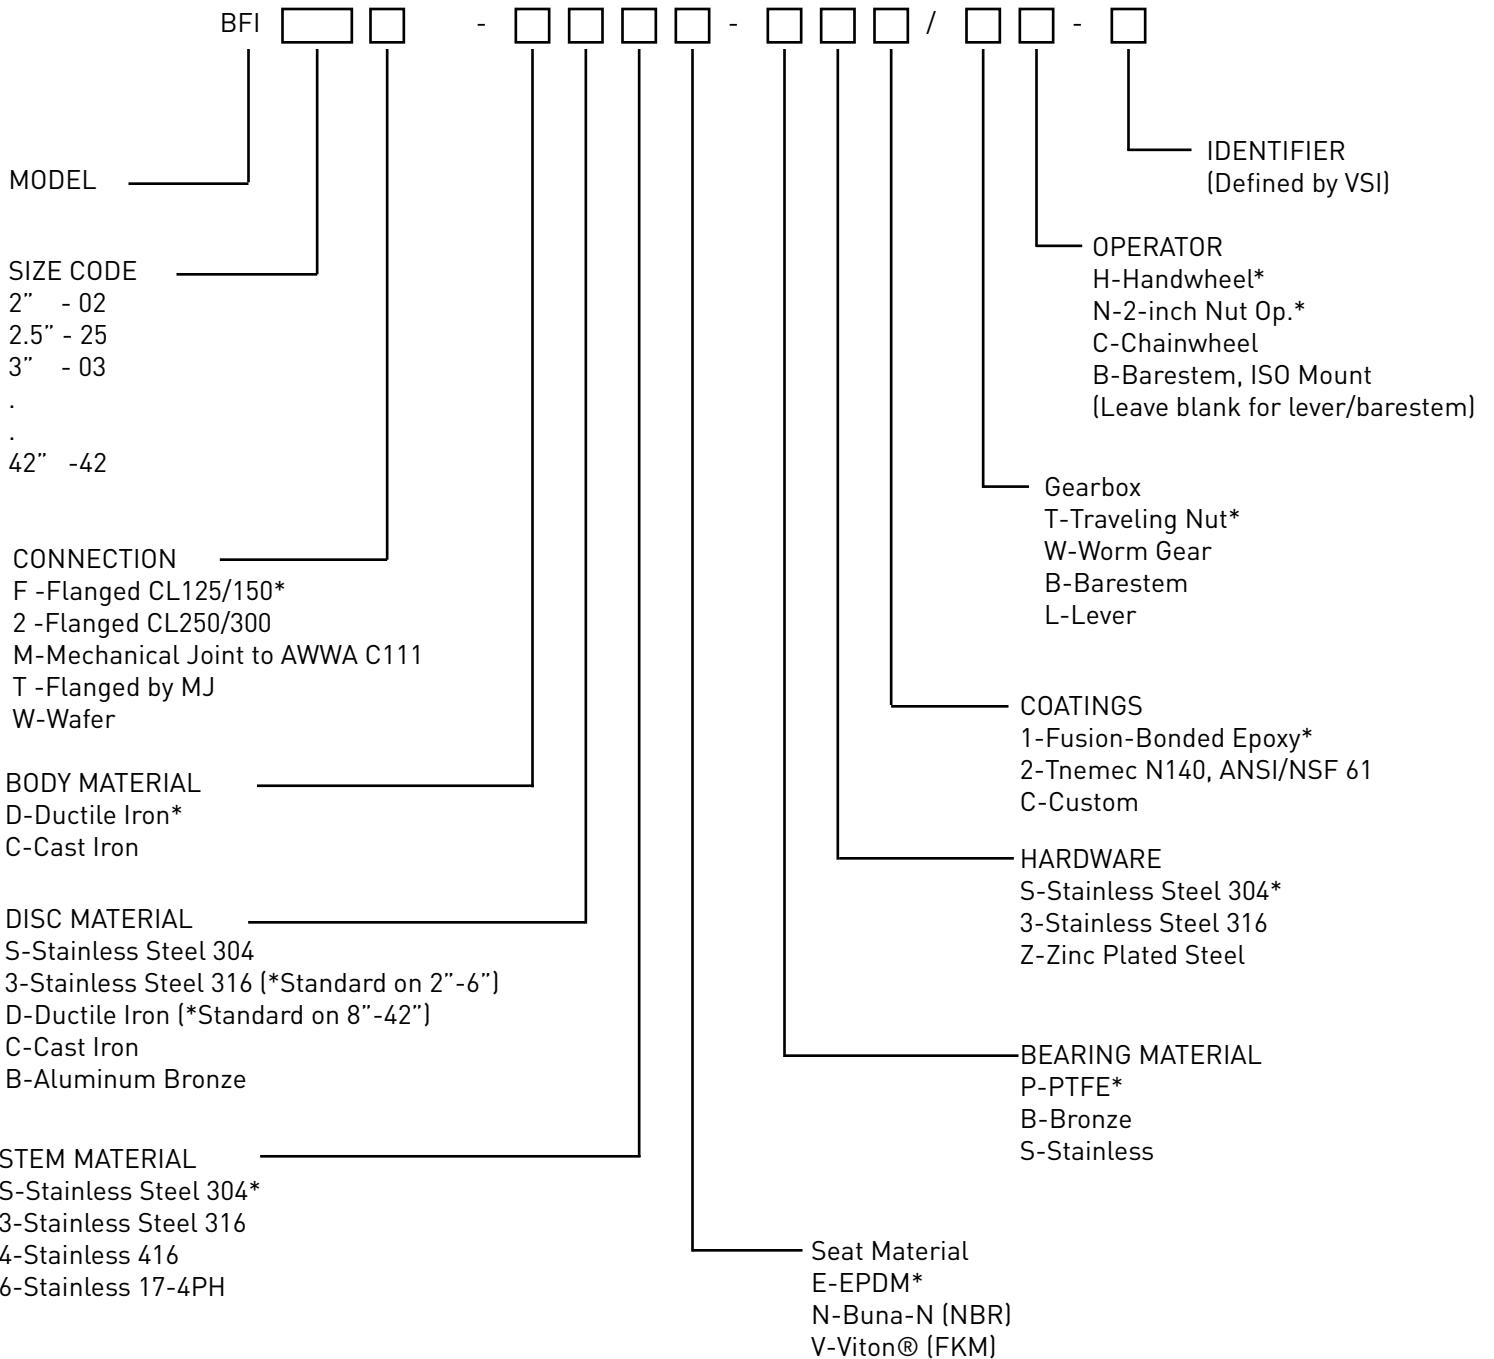 BFI - - / -
MODEL
SIZE CODE
2” - 02
2.5” - 25
3” - 03
.
.
42” -42
CONNECTION
F -Flanged CL125/150*
2 -Flanged CL250/300
M-Mechanical Joint to AWWA C111
T -Flanged by MJ
W-Wafer
BODY MATERIAL
D-Ductile Iron*
C-Cast Iron
DISC MATERIAL
S-Stainless Steel 304
3-Stainless Steel 316 (*Standard on 2”-6”)
D-Ductile Iron (*Standard on 8”-42”)
C-Cast Iron
B-Aluminum Bronze
STEM MATERIAL
S-Stainless Steel 304*
3-Stainless Steel 316
4-Stainless 416
6-Stainless 17-4PH
IDENTIFIER
(Defined by VSI)
OPERATOR
H-Handwheel*
N-2-inch Nut Op.*
C-Chainwheel
B-Barestem, ISO Mount
(Leave blank for lever/barestem)
Gearbox
T-Traveling Nut*
W-Worm Gear
B-Barestem
L-Lever
COATINGS
1-Fusion-Bonded Epoxy*
2-Tnemec N140, ANSI/NSF 61
C-Custom
HARDWARE
S-Stainless Steel 304*
3-Stainless Steel 316
Z-Zinc Plated Steel
BEARING MATERIAL
P-PTFE*
B-Bronze
S-Stainless
Seat Material
E-EPDM*
N-Buna-N (NBR)
V-Viton® (FKM)